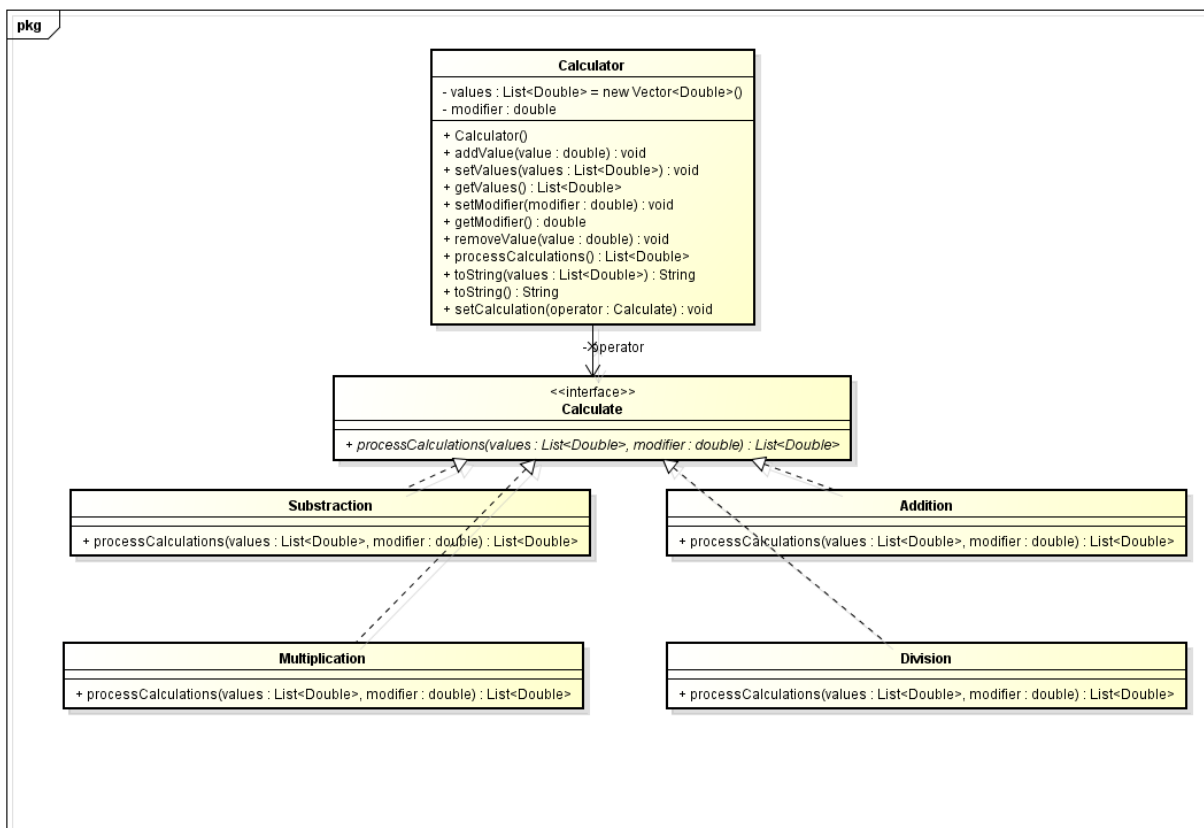 pkg
Calculator
- values : List<Double> = new Vector<Double>()
- modifier : double
+ Calculator()
+ addValue(value : double) : void
+ setValues(values : List<Double>) : void
+ getValues() : List<Double>
+ setModifier(modifier : double) : void
+ getModifier() : double
+ removeValue(value : double) : void
+ processCalculations() : List<Double>
+ toString(values : List<Double>) : String
+ toString() : String
+ setCalculation(operator : Calculate) : void
- operator
<<interface>>
Calculate
+ processCalculations(values : List<Double>, modifier : double) : List<Double>
Substraction
+ processCalculations(values : List<Double>, modifier : double) : List<Double>
Addition
+ processCalculations(values : List<Double>, modifier : double) : List<Double>
Multiplication
+ processCalculations(values : List<Double>, modifier : double) : List<Double>
Division
+ processCalculations(values : List<Double>, modifier : double) : List<Double>